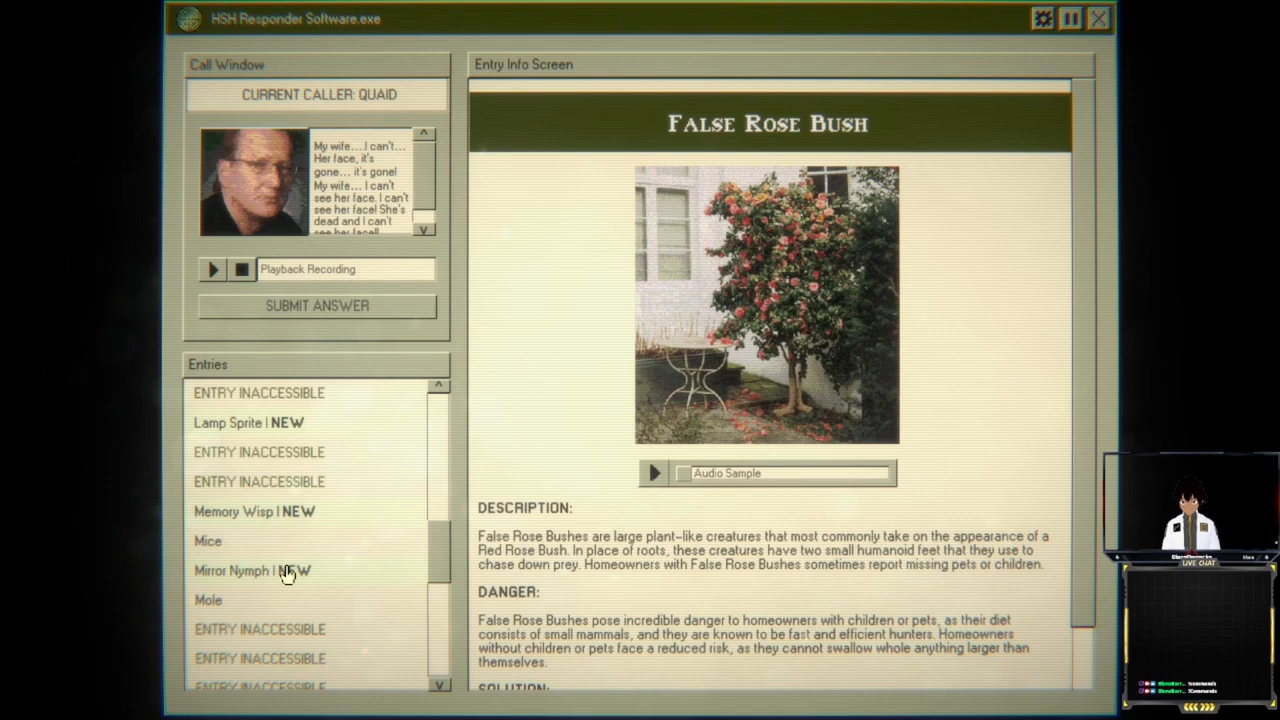 HSH Responder Software.exe
Call Window
CURRENT CALLER: QUAID
My wife....I can't...
Her face, it's
gone... it's gone!
My wife... I can't
see her face. I can't
see her face! She's
dead and I can't
see her face!!
Playback Recording
SUBMIT ANSWER
Entries
ENTRY INACCESSIBLE
Lamp Sprite | NEW
ENTRY INACCESSIBLE
ENTRY INACCESSIBLE
Memory Wisp | NEW
Mice
Mirror Nymph | NEW
Mole
ENTRY INACCESSIBLE
ENTRY INACCESSIBLE
ENTRY INACCESSIBLE
Entry Info Screen
False Rose Bush
Audio Sample
DESCRIPTION:
False Rose Bushes are large plant-like creatures that most commonly take on the appearance of a
Red Rose Bush. In place of roots, these creatures have two small humanoid feet that they use to
chase down prey. Homeowners with False Rose Bushes sometimes report missing pets or children.
DANGER:
False Rose Bushes pose incredible danger to homeowners with children or pets, as their diet
consists of small mammals, and they are known to be fast and efficient hunters. Homeowners
without children or pets face a reduced risk, as they cannot swallow whole anything larger than
themselves.
SOLUTION:
LIVE CHAT